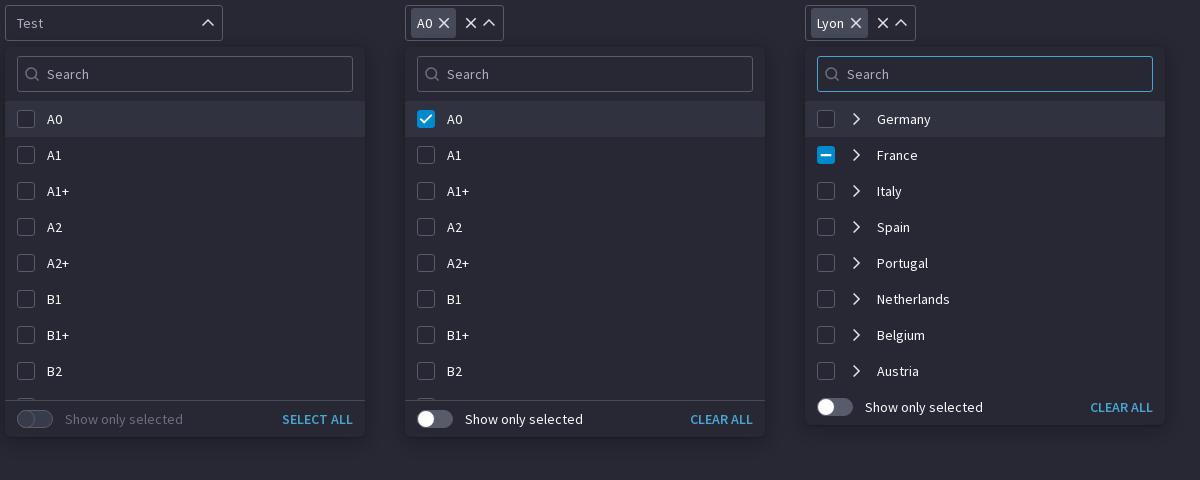 Test
Search
A0
A1
A1+
A2
A2+
B1
B1+
B2
Show only selected
SELECT ALL
A0
Search
A0
A1
A1+
A2
A2+
B1
B1+
B2
Show only selected
CLEAR ALL
Lyon
Search
Germany
France
Italy
Spain
Portugal
Netherlands
Belgium
Austria
Show only selected
CLEAR ALL